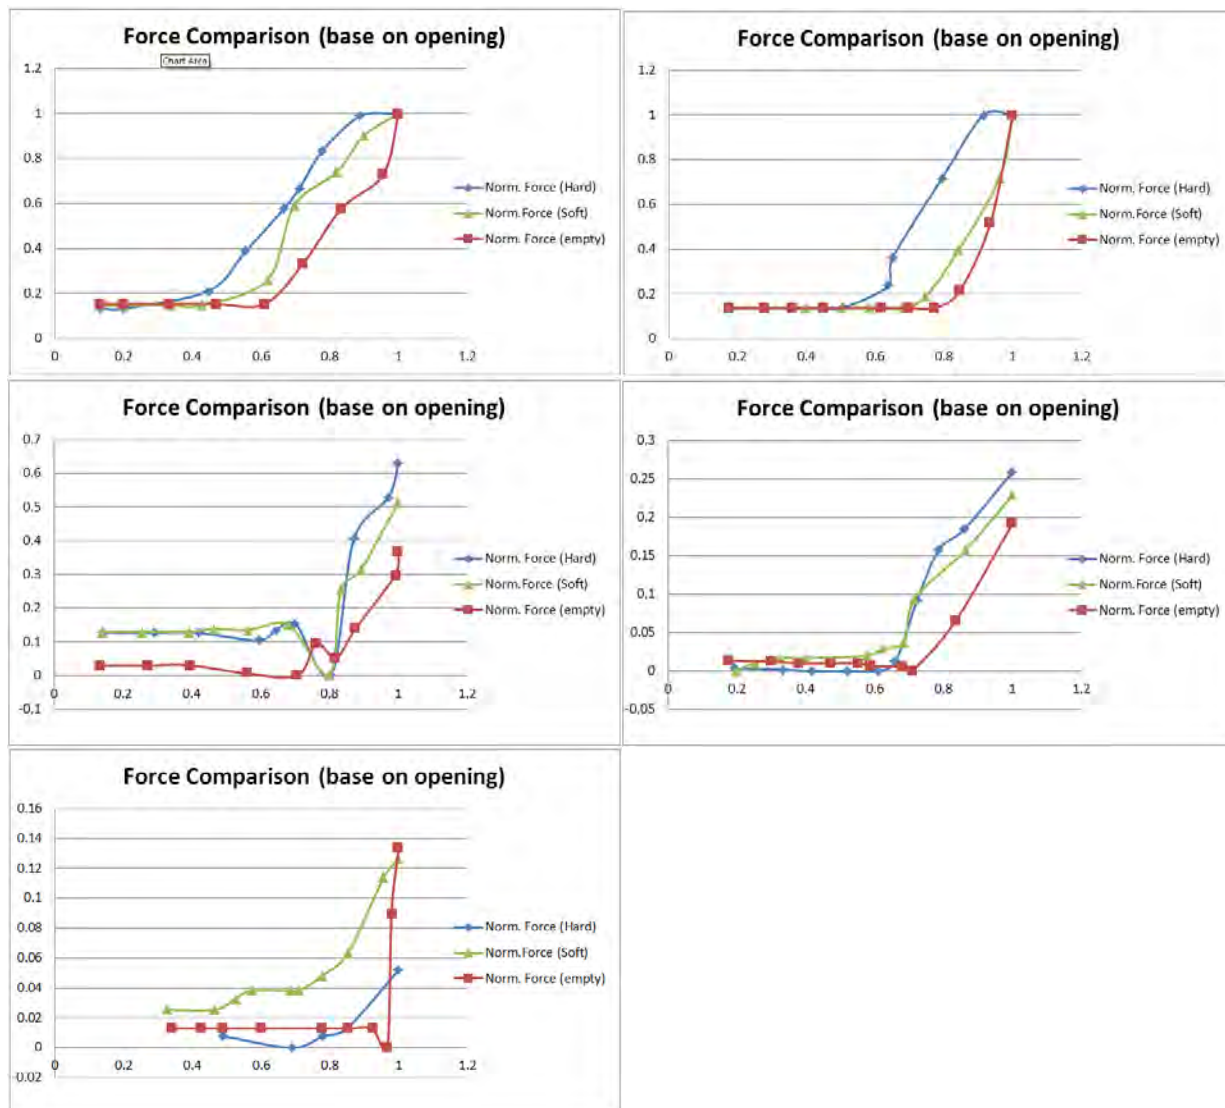 Force Comparison (base on opening)
Chart Area
1.2
1
0.8
0.6
0.4
0.2
0
0 0.2 0.4 0.6 0.8 1 1.2
Norm. Force (Hard)
Norm.Force (Soft)
Norm. Force (empty)
Force Comparison (base on opening)
1.2
1
0.8
0.6
0.4
0.2
0
0 0.2 0.4 0.6 0.8 1 1.2
Norm. Force (Hard)
Norm.Force (Soft)
Norm. Force (empty)
Force Comparison (base on opening)
0.7
0.6
0.5
0.4
0.3
0.2
0.1
0
-0.1
0 0.2 0.4 0.6 0.8 1 1.2
Norm. Force (Hard)
Norm.Force (Soft)
Norm. Force (empty)
Force Comparison (base on opening)
0.3
0.25
0.2
0.15
0.1
0.05
0
-0.05
0 0.2 0.4 0.6 0.8 1 1.2
Norm. Force (Hard)
Norm.Force (Soft)
Norm. Force (empty)
Force Comparison (base on opening)
0.16
0.14
0.12
0.1
0.08
0.06
0.04
0.02
0
-0.02
0 0.2 0.4 0.6 0.8 1 1.2
Norm. Force (Hard)
Norm.Force (Soft)
Norm. Force (empty)